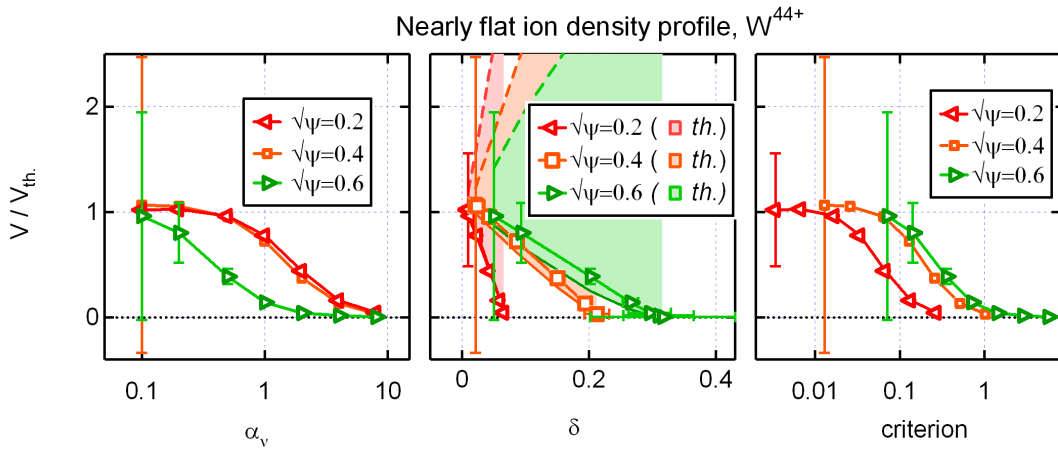 Nearly flat ion density profile, W⁴⁴⁺
V / Vth.
2
1
0
√ψ=0.2
√ψ=0.4
√ψ=0.6
0.1 1 10
αν
√ψ=0.2 ( th.)
√ψ=0.4 ( th.)
√ψ=0.6 ( th.)
0 0.2 0.4
δ
√ψ=0.2
√ψ=0.4
√ψ=0.6
0.01 0.1 1
criterion